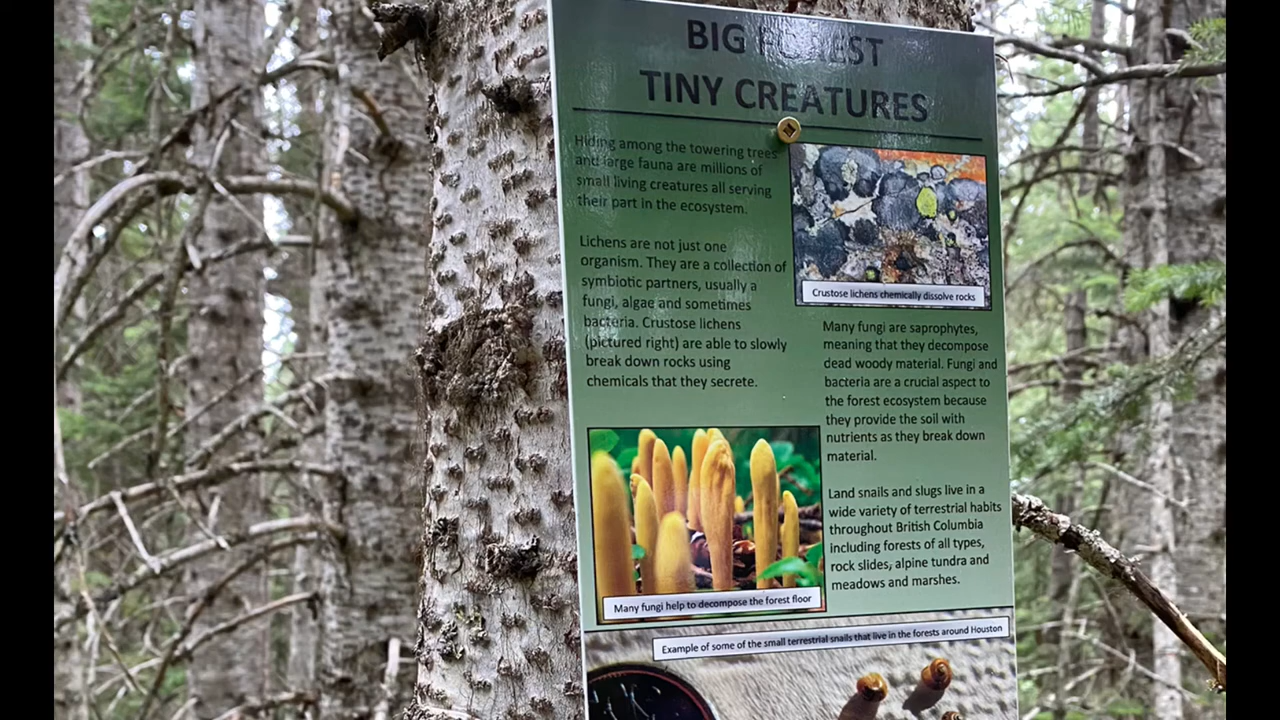 BIG FOREST
TINY CREATURES
Hiding among the towering trees
and large fauna are millions of
small living creatures all serving
their part in the ecosystem.
Lichens are not just one
organism. They are a collection of
symbiotic partners, usually a
fungi, algae and sometimes
bacteria. Crustose lichens
(pictured right) are able to slowly
break down rocks using
chemicals that they secrete.
Crustose lichens chemically dissolve rocks
Many fungi are saprophytes,
meaning that they decompose
dead woody material. Fungi and
bacteria are a crucial aspect to
the forest ecosystem because
they provide the soil with
nutrients as they break down
material.
Land snails and slugs live in a
wide variety of terrestrial habits
throughout British Columbia
including forests of all types,
rock slides, alpine tundra and
meadows and marshes.
Many fungi help to decompose the forest floor
Example of some of the small terrestrial snails that live in the forests around Houston